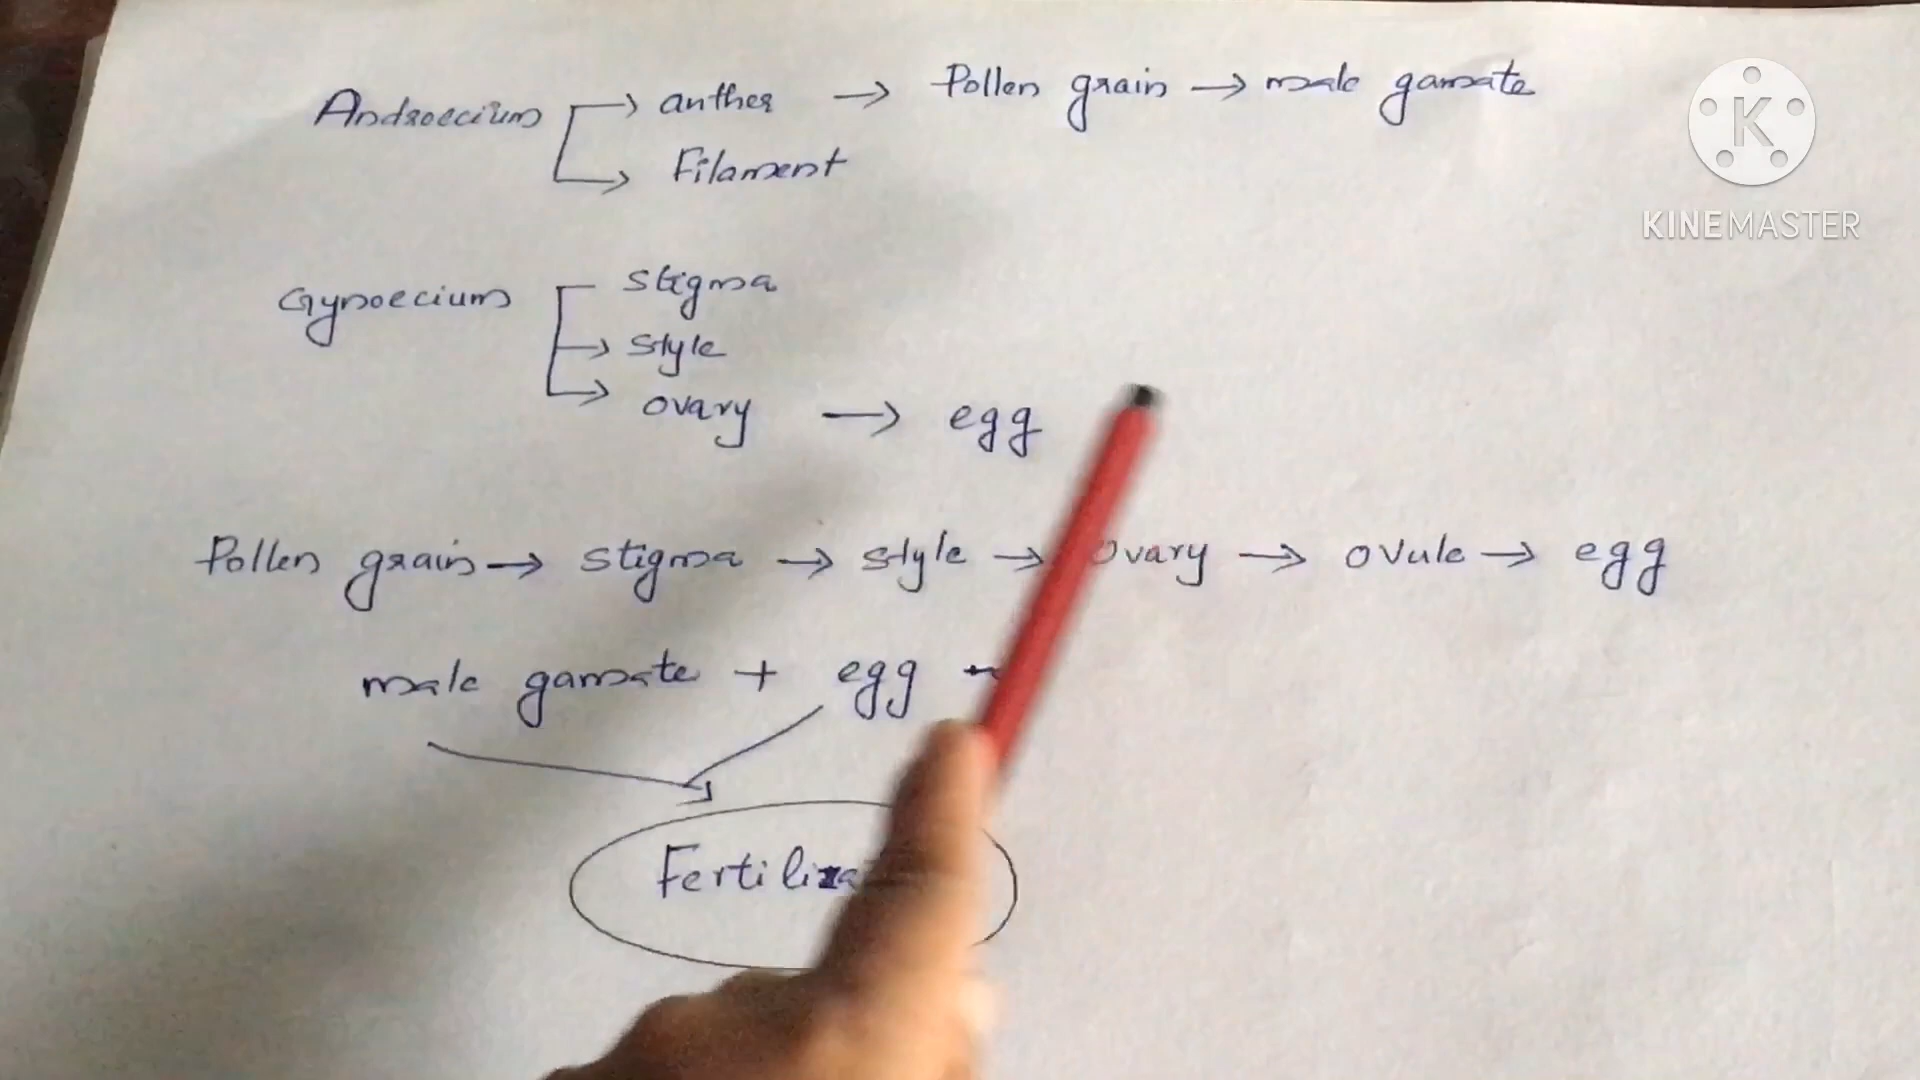 Androecium → anther → Pollen grain → male gamate
→ Filament
Gynoecium stigma
→ style
→ ovary → egg
Pollen grain → stigma → style → ovary → ovule → egg
male gamate + egg
K
KINEMASTER